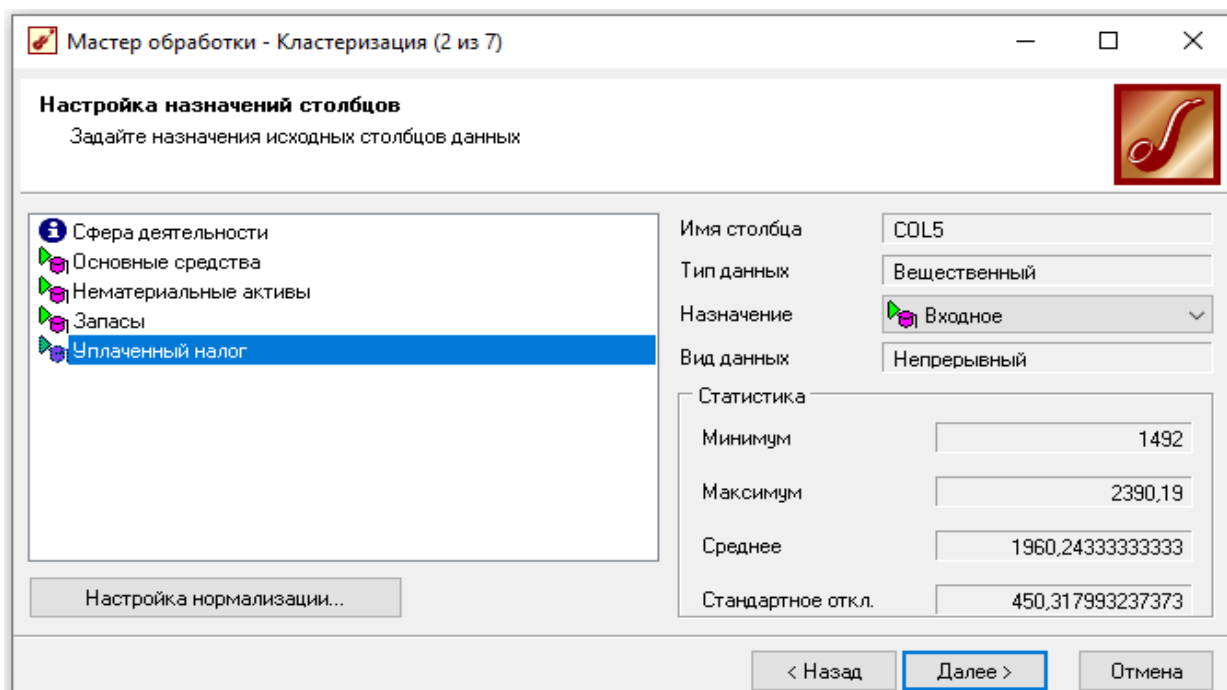 Мастер обработки - Кластеризация (2 из 7)
Настройка назначений столбцов
Задайте назначения исходных столбцов данных
Сфера деятельности
Основные средства
Нематериальные активы
Запасы
Уплаченный налог
Настройка нормализации...
Имя столбца COL5
Тип данных Вещественный
Назначение Входное
Вид данных Непрерывный
Статистика
Минимум 1492
Максимум 2390,19
Среднее 1960,24333333333
Стандартное откл. 450,317993237373
< Назад Далее > Отмена